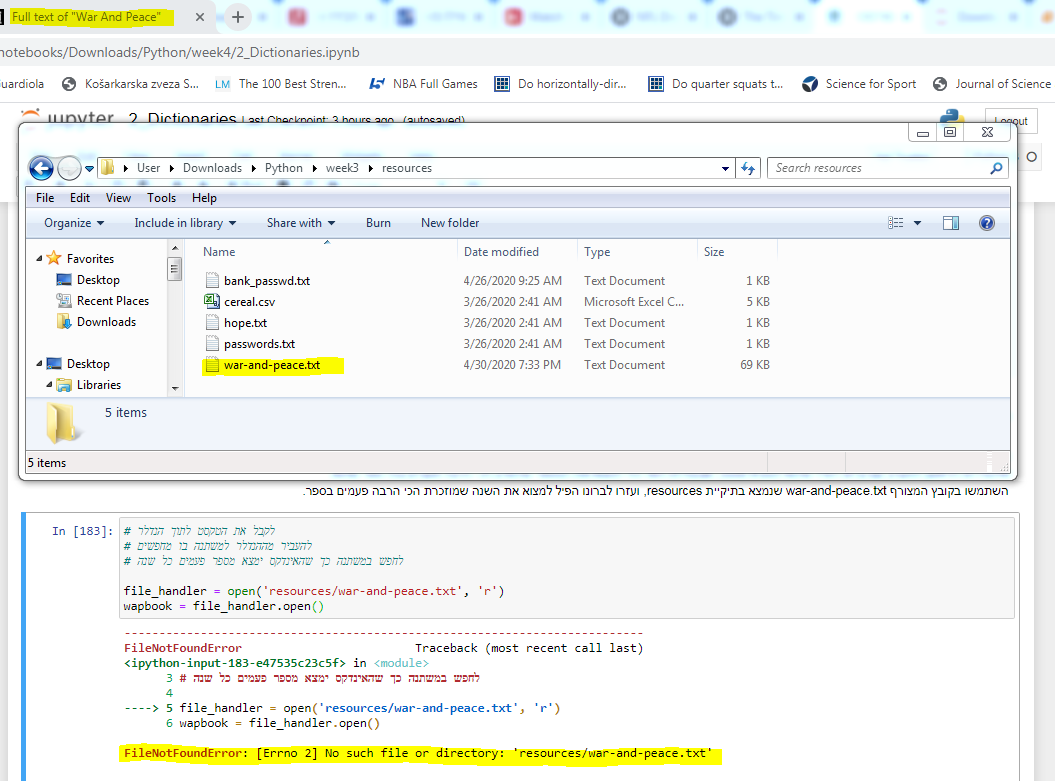 Full text of "War And Peace"
notebooks/Downloads/Python/week4/2_Dictionaries.ipynb
uardiola Košarkarska zveza S... LM The 100 Best Stren... NBA Full Games Do horizontally-dir... Do quarter squats t... Science for Sport Journal of Science
jupyter 2_Dictionaries Last Checkpoint: 3 hours ago (autosaved) Logout
User Downloads Python week3 resources Search resources
File Edit View Tools Help
Organize Include in library Share with Burn New folder
Name Date modified Type Size
Favorites
Desktop
Recent Places
Downloads
Desktop
Libraries
bank_passwd.txt 4/26/2020 9:25 AM Text Document 1 KB
cereal.csv 3/26/2020 2:41 AM Microsoft Excel C... 5 KB
hope.txt 3/26/2020 2:41 AM Text Document 1 KB
passwords.txt 3/26/2020 2:41 AM Text Document 1 KB
war-and-peace.txt 4/30/2020 7:33 PM Text Document 69 KB
5 items
5 items
השתמשו בקובץ המצורף war-and-peace.txt שנמצא בתיקיית resources, ועזרו לברונו הפיל למצוא את השנה שמוזכרת הכי הרבה פעמים בספר.
In [183]:
# לקבל את הטקסט לתוך הנדלר
# להעביר מההנדלר למשתנה בו מחפשים
# לחפש במשתנה כך שהאינדקס ימצא מספר פעמים כל שנה
file_handler = open('resources/war-and-peace.txt', 'r')
wapbook = file_handler.open()
---------------------------------------------------------------------------
FileNotFoundError Traceback (most recent call last)
<ipython-input-183-e47535c23c5f> in <module>
3 # לחפש במשתנה כך שהאינדקס ימצא מספר פעמים כל שנה
4
----> 5 file_handler = open('resources/war-and-peace.txt', 'r')
6 wapbook = file_handler.open()
FileNotFoundError: [Errno 2] No such file or directory: 'resources/war-and-peace.txt'